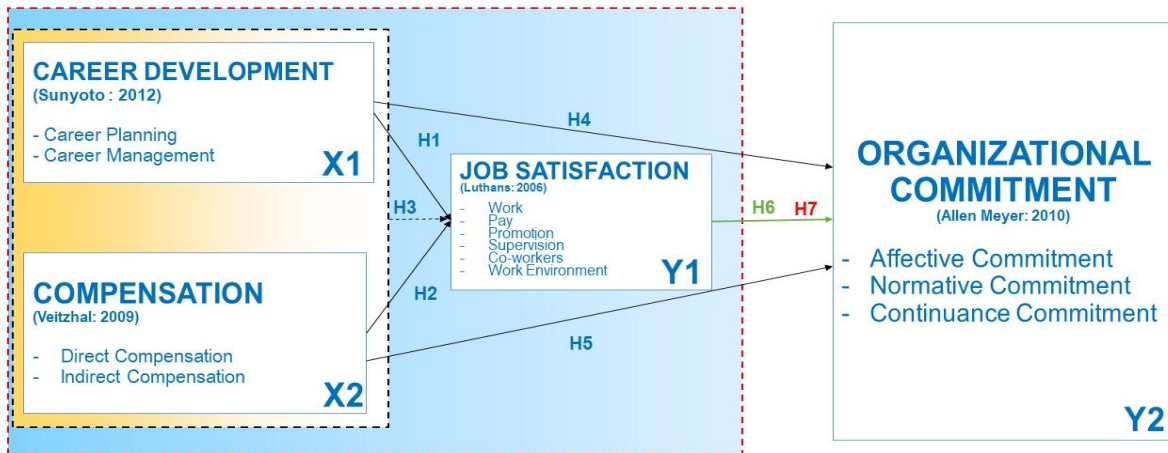 CAREER DEVELOPMENT
(Sunyoto : 2012)
- Career Planning
- Career Management
X1
H1
H4
H3
JOB SATISFACTION
(Luthans: 2006)
- Work
- Pay
- Promotion
- Supervision
- Co-workers
- Work Environment
Y1
H6
H7
H2
COMPENSATION
(Veitzhal: 2009)
- Direct Compensation
- Indirect Compensation
X2
H5
ORGANIZATIONAL
COMMITMENT
(Allen Meyer: 2010)
- Affective Commitment
- Normative Commitment
- Continuance Commitment
Y2